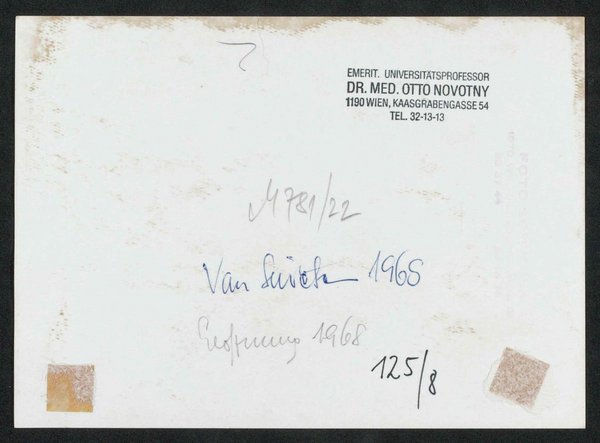 EMERIT. UNIVERSITÄTSPROFESSOR
DR. MED. OTTO NOVOTNY
1190 WIEN, KAASGRABENGASSE 54
TEL. 32-13-13
M 781/22
Van Swieten 1968
Eröffnung 1968
125/8